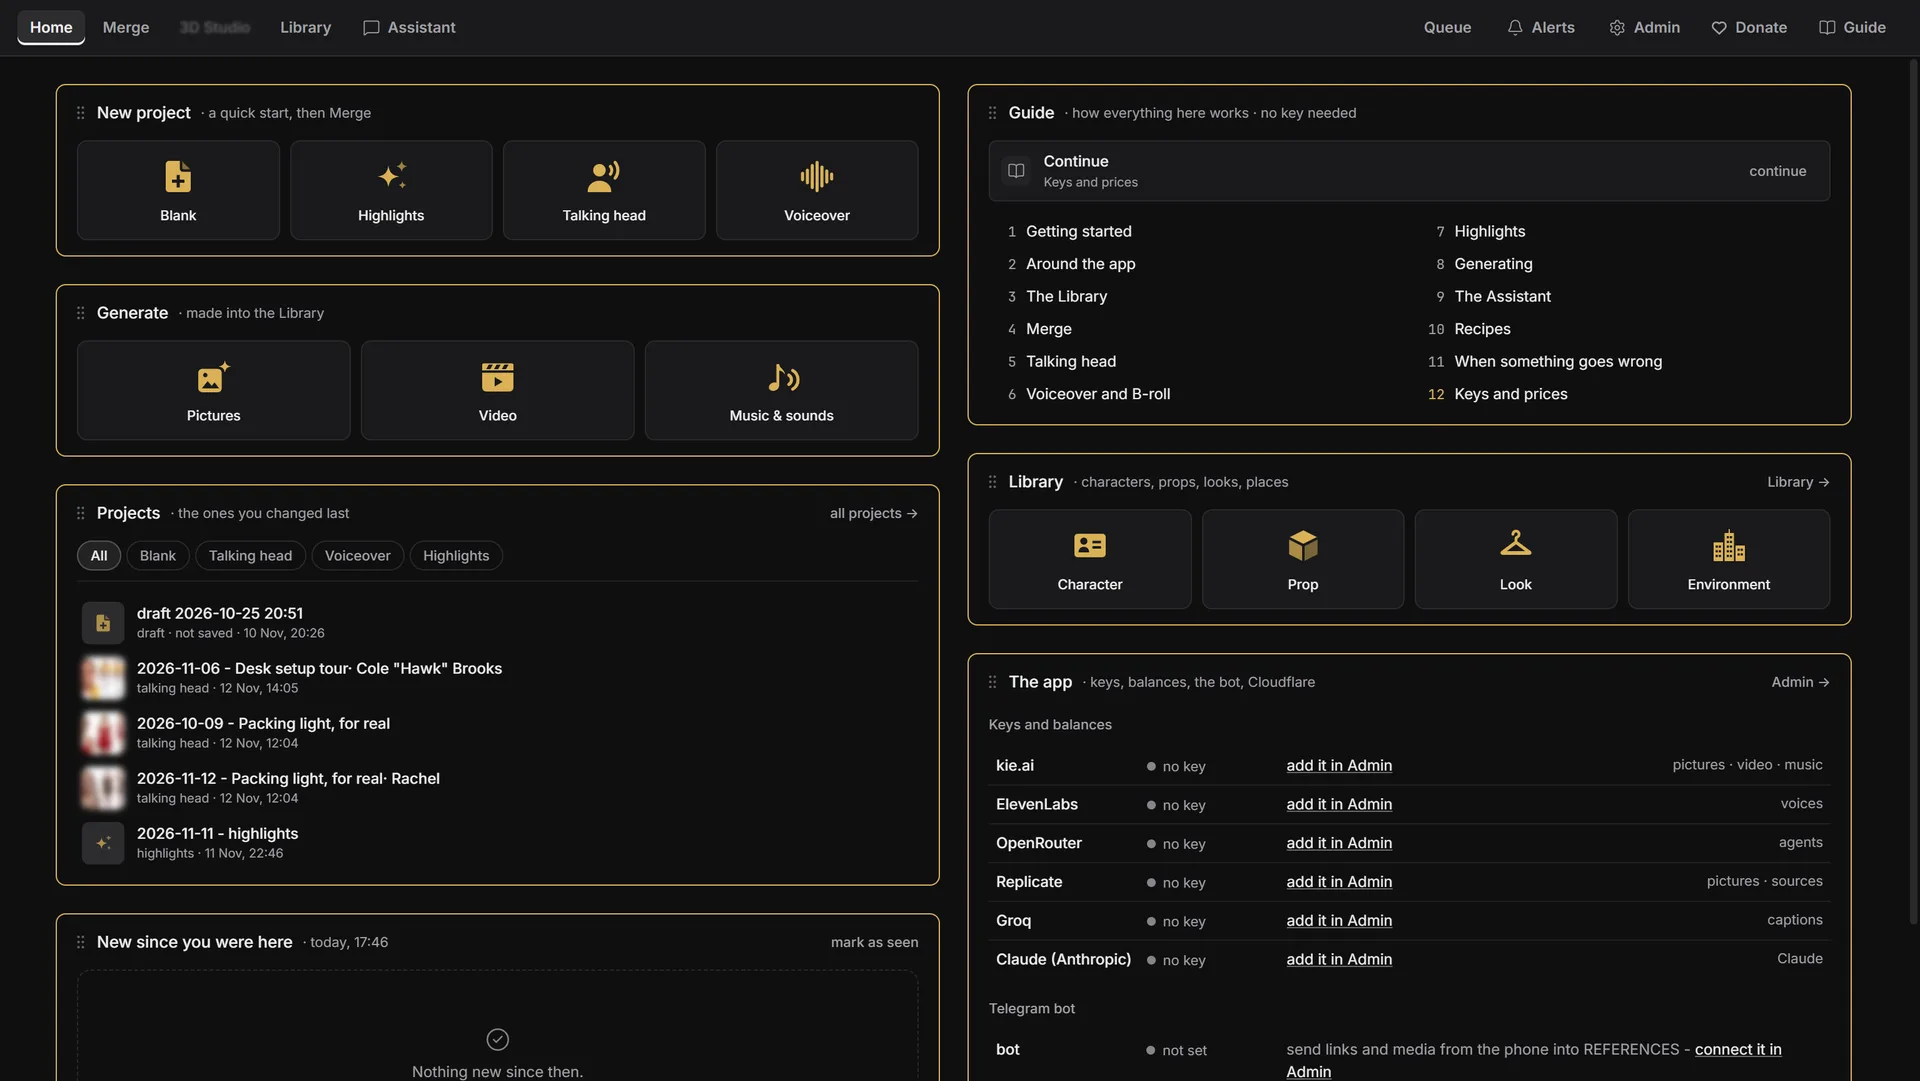 Home
Merge
Library
Assistant
Queue
Alerts
Admin
Donate
Guide
New project · a quick start, then Merge
Blank
Highlights
Talking head
Voiceover
Generate · made into the Library
Pictures
Video
Music & sounds
Projects · the ones you changed last
all projects →
All
Blank
Talking head
Voiceover
Highlights
draft 2026-10-25 20:51
draft · not saved · 10 Nov, 20:26
2026-11-06 - Desk setup tour· Cole "Hawk" Brooks
talking head · 12 Nov, 14:05
2026-10-09 - Packing light, for real
talking head · 12 Nov, 12:04
2026-11-12 - Packing light, for real· Rachel
talking head · 12 Nov, 12:04
2026-11-11 - highlights
highlights · 11 Nov, 22:46
New since you were here · today, 17:46
mark as seen
Nothing new since then.
Guide · how everything here works · no key needed
Continue
Keys and prices
continue
1 Getting started
2 Around the app
3 The Library
4 Merge
5 Talking head
6 Voiceover and B-roll
7 Highlights
8 Generating
9 The Assistant
10 Recipes
11 When something goes wrong
12 Keys and prices
Library · characters, props, looks, places
Library →
Character
Prop
Look
Environment
The app · keys, balances, the bot, Cloudflare
Admin →
Keys and balances
kie.ai no key add it in Admin pictures · video · music
ElevenLabs no key add it in Admin voices
OpenRouter no key add it in Admin agents
Replicate no key add it in Admin pictures · sources
Groq no key add it in Admin captions
Claude (Anthropic) no key add it in Admin Claude
Telegram bot
bot not set send links and media from the phone into REFERENCES - connect it in
Admin